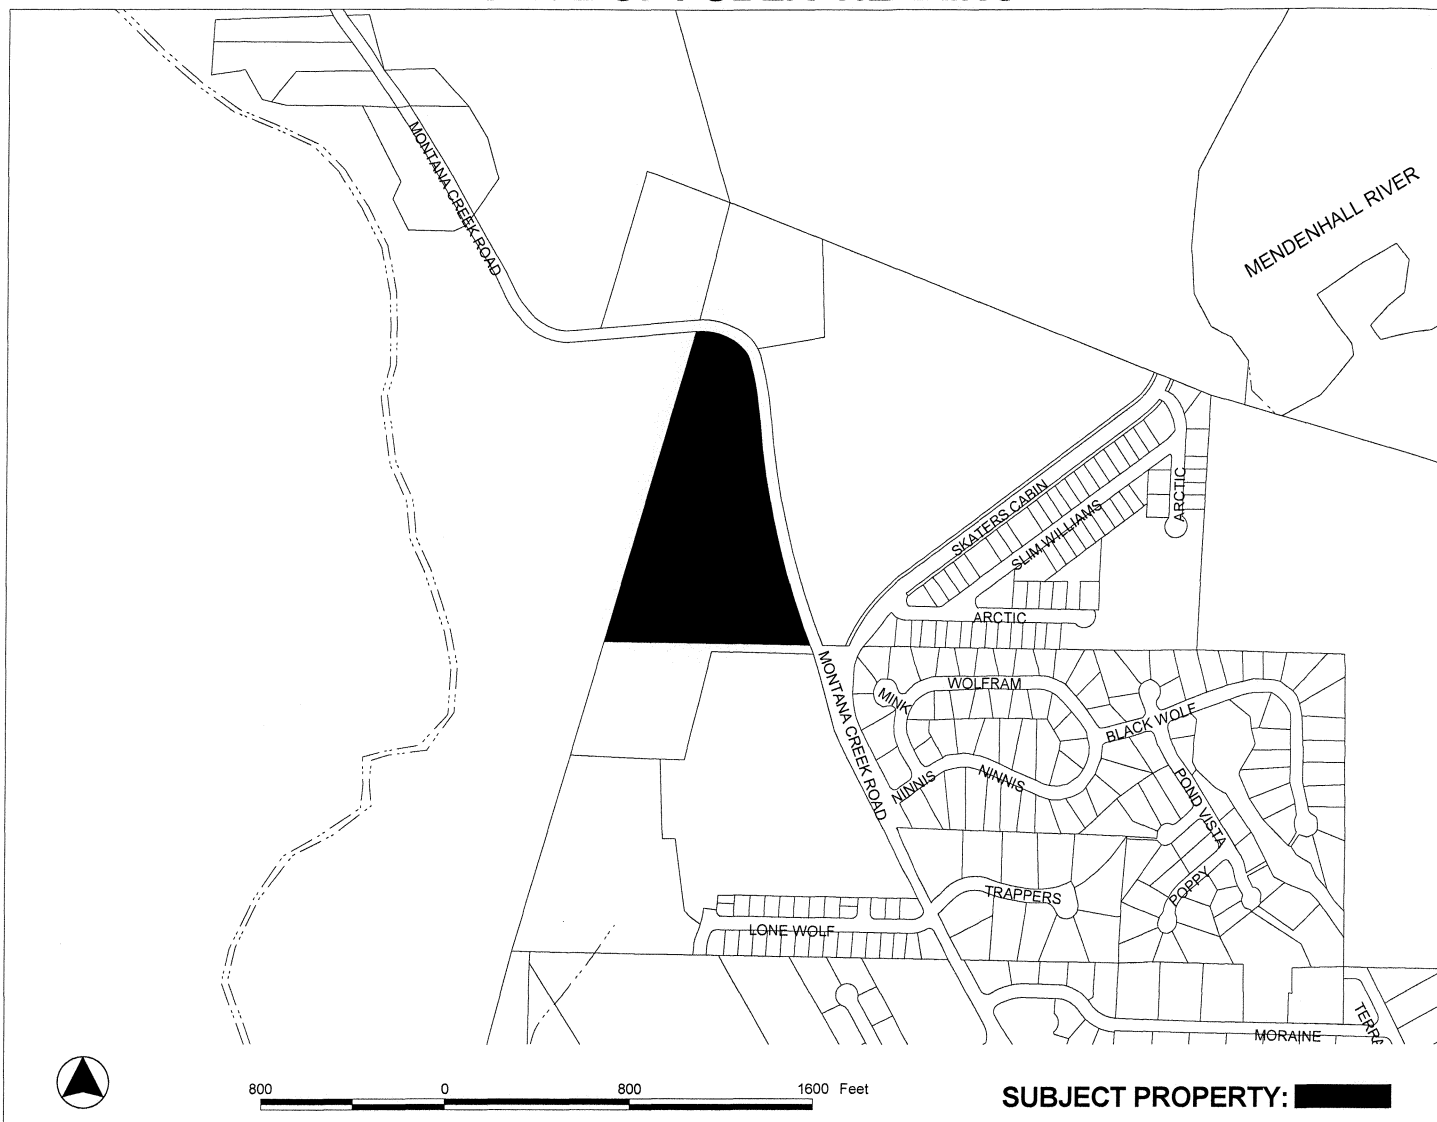 MONTANA CREEK ROAD
MENDENHALL RIVER
SKATERS CABIN
SLIM WILLIAMS
ARCTIC
ARCTIC
MONTANA CREEK ROAD
WOLFRAM
MINK
BLACK WOLF
NINNIS
NINNIS
POND VISTA
POPPY
TRAPPERS
LONE WOLF
MORAINE
800 0 800 1600 Feet
SUBJECT PROPERTY: